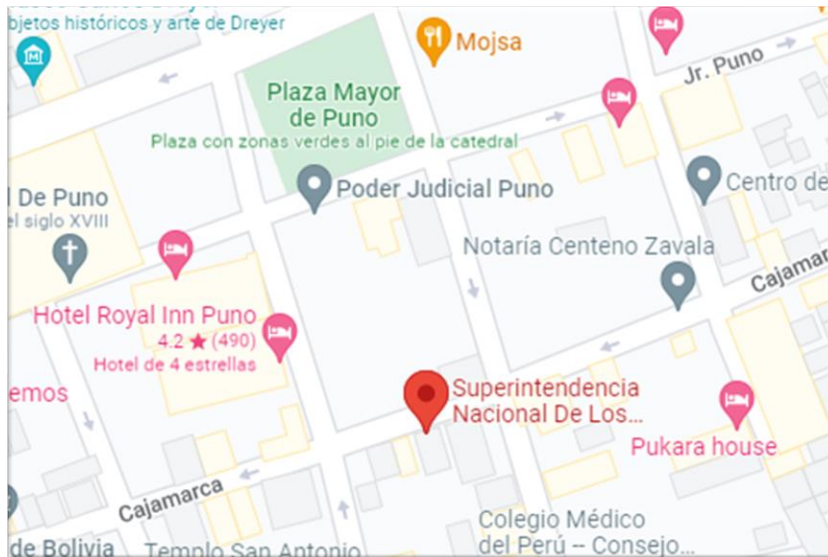 bjetos históricos y arte de Dreyer
Mojsa
Jr. Puno
Plaza Mayor
de Puno
Plaza con zonas verdes al pie de la catedral
l De Puno
el siglo XVIII
Poder Judicial Puno
Centro de
Notaría Centeno Zavala
Cajamar
Hotel Royal Inn Puno
4.2 ★ (490)
Hotel de 4 estrellas
emos
Superintendencia
Nacional De Los...
Pukara house
Cajamarca
Colegio Médico
del Perú -- Consejo...
de Bolivia
Templo San Antonio